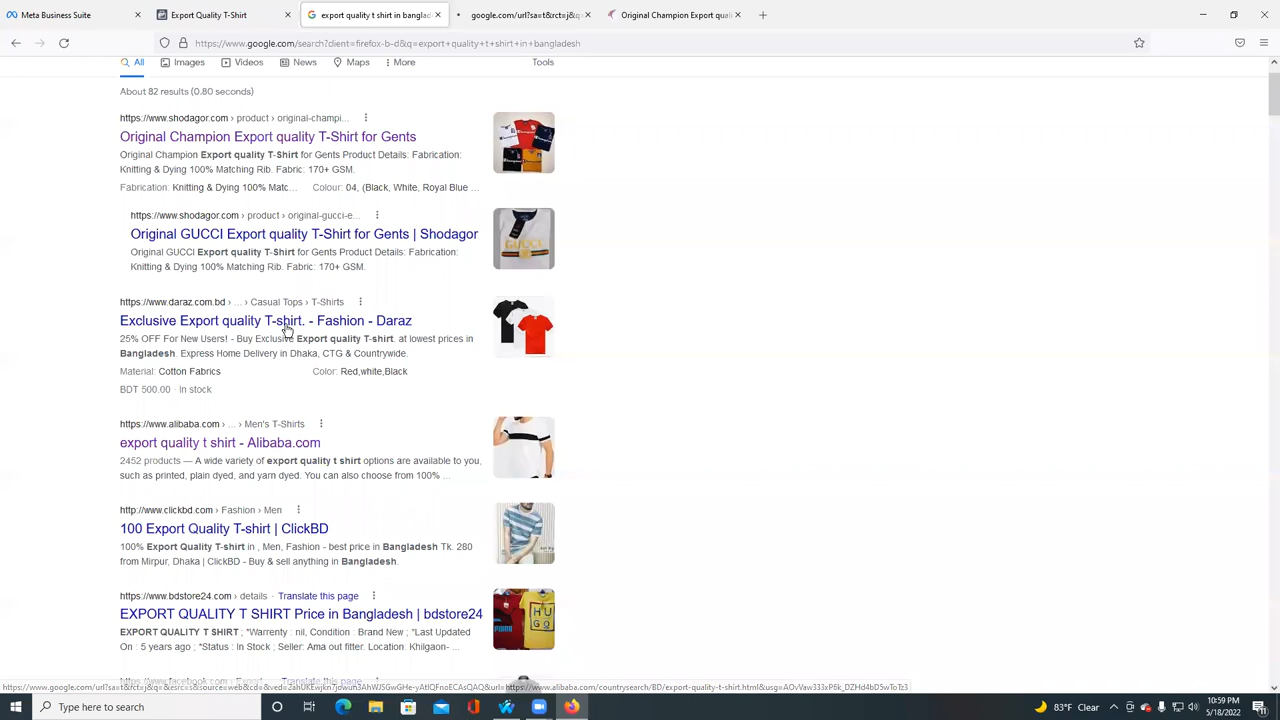 Meta Business Suite
Export Quality T-Shirt
export quality t shirt in banglad
google.com/url?sa=t&rct=j&q=
Original Champion Export quali
https://www.google.com/search?client=firefox-b-d&q=export+quality+t+shirt+in+bangladesh
All Images Videos News Maps More Tools
About 82 results (0.80 seconds)
https://www.shodagor.com › product › original-champi...
Original Champion Export quality T-Shirt for Gents
Original Champion Export quality T-Shirt for Gents Product Details: Fabrication:
Knitting & Dying 100% Matching Rib. Fabric: 170+ GSM.
Fabrication: Knitting & Dying 100% Matc... Colour: 04, (Black, White, Royal Blue ...
https://www.shodagor.com › product › original-gucci-e...
Original GUCCI Export quality T-Shirt for Gents | Shodagor
Original GUCCI Export quality T-Shirt for Gents Product Details: Fabrication:
Knitting & Dying 100% Matching Rib. Fabric: 170+ GSM.
GUCCI
https://www.daraz.com.bd › ... › Casual Tops › T-Shirts
Exclusive Export quality T-shirt. - Fashion - Daraz
25% OFF For New Users! - Buy Exclusive Export quality T-shirt. at lowest prices in
Bangladesh. Express Home Delivery in Dhaka, CTG & Countrywide.
Material: Cotton Fabrics Color: Red,white,Black
BDT 500.00 · In stock
https://www.alibaba.com › ... › Men's T-Shirts
export quality t shirt - Alibaba.com
2452 products — A wide variety of export quality t shirt options are available to you,
such as printed, plain dyed, and yarn dyed. You can also choose from 100% ...
http://www.clickbd.com › Fashion › Men
100 Export Quality T-shirt | ClickBD
100% Export Quality T-shirt in , Men, Fashion - best price in Bangladesh Tk. 280
from Mirpur, Dhaka | ClickBD - Buy & sell anything in Bangladesh.
https://www.bdstore24.com › details · Translate this page
EXPORT QUALITY T SHIRT Price in Bangladesh | bdstore24
EXPORT QUALITY T SHIRT ; *Warrenty : nil, Condition : Brand New ; *Last Updated
On : 5 years ago ; *Status : In Stock ; Seller: Ama out fitter. Location. Khilgaon- ...
HU
GO
Type here to search
83°F Clear
10:59 PM
5/18/2022